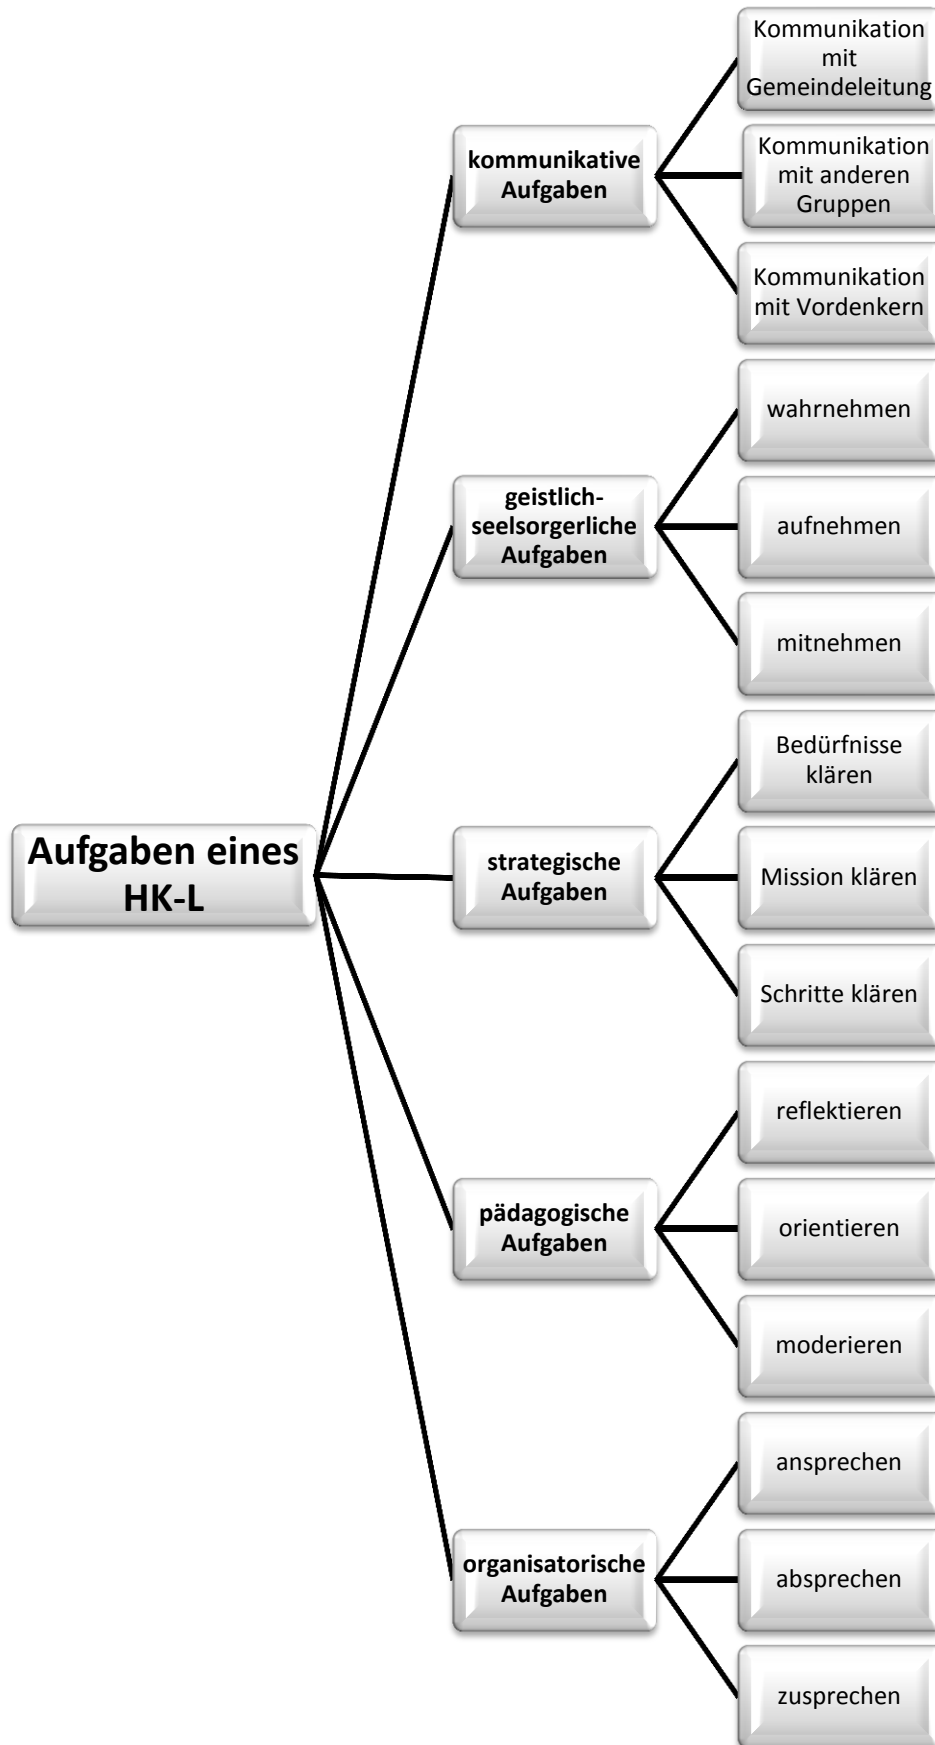 Aufgaben eines
HK-L
kommunikative
Aufgaben
Kommunikation
mit
Gemeindeleitung
Kommunikation
mit anderen
Gruppen
Kommunikation
mit Vordenkern
geistlich-
seelsorgerliche
Aufgaben
wahrnehmen
aufnehmen
mitnehmen
strategische
Aufgaben
Bedürfnisse
klären
Mission klären
Schritte klären
pädagogische
Aufgaben
reflektieren
orientieren
moderieren
organisatorische
Aufgaben
ansprechen
absprechen
zusprechen